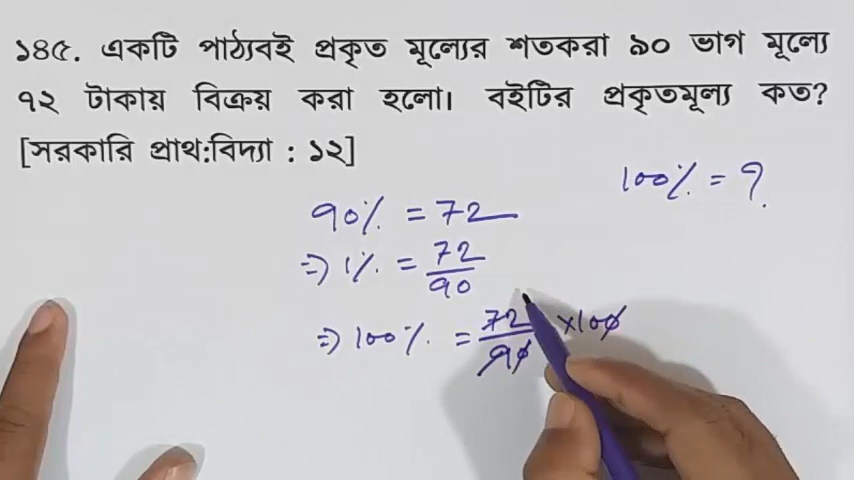 ১৪৫. একটি পাঠ্যবই প্রকৃত মূল্যের শতকরা ৯০ ভাগ মূল্যে
৭২ টাকায় বিক্রয় করা হলো। বইটির প্রকৃতমূল্য কত?
[সরকারি প্রাথ:বিদ্যা : ১২]
100% = ?
90% = 72
=> 1% = 72/90
=> 100% = 72/90 × 100